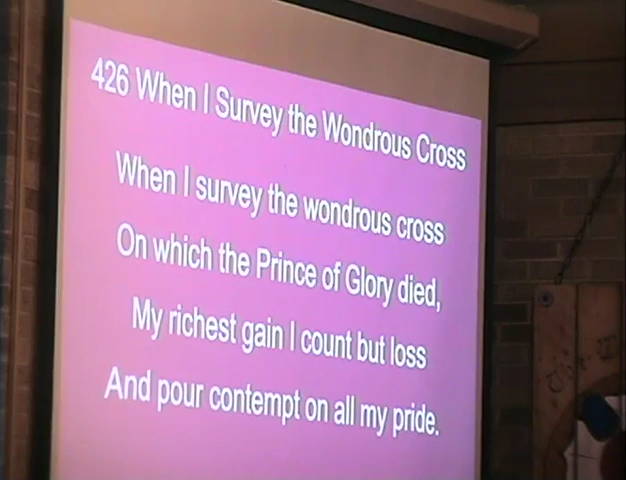 426 When I Survey the Wondrous Cross
When I survey the wondrous cross
On which the Prince of Glory died,
My richest gain I count but loss
And pour contempt on all my pride.